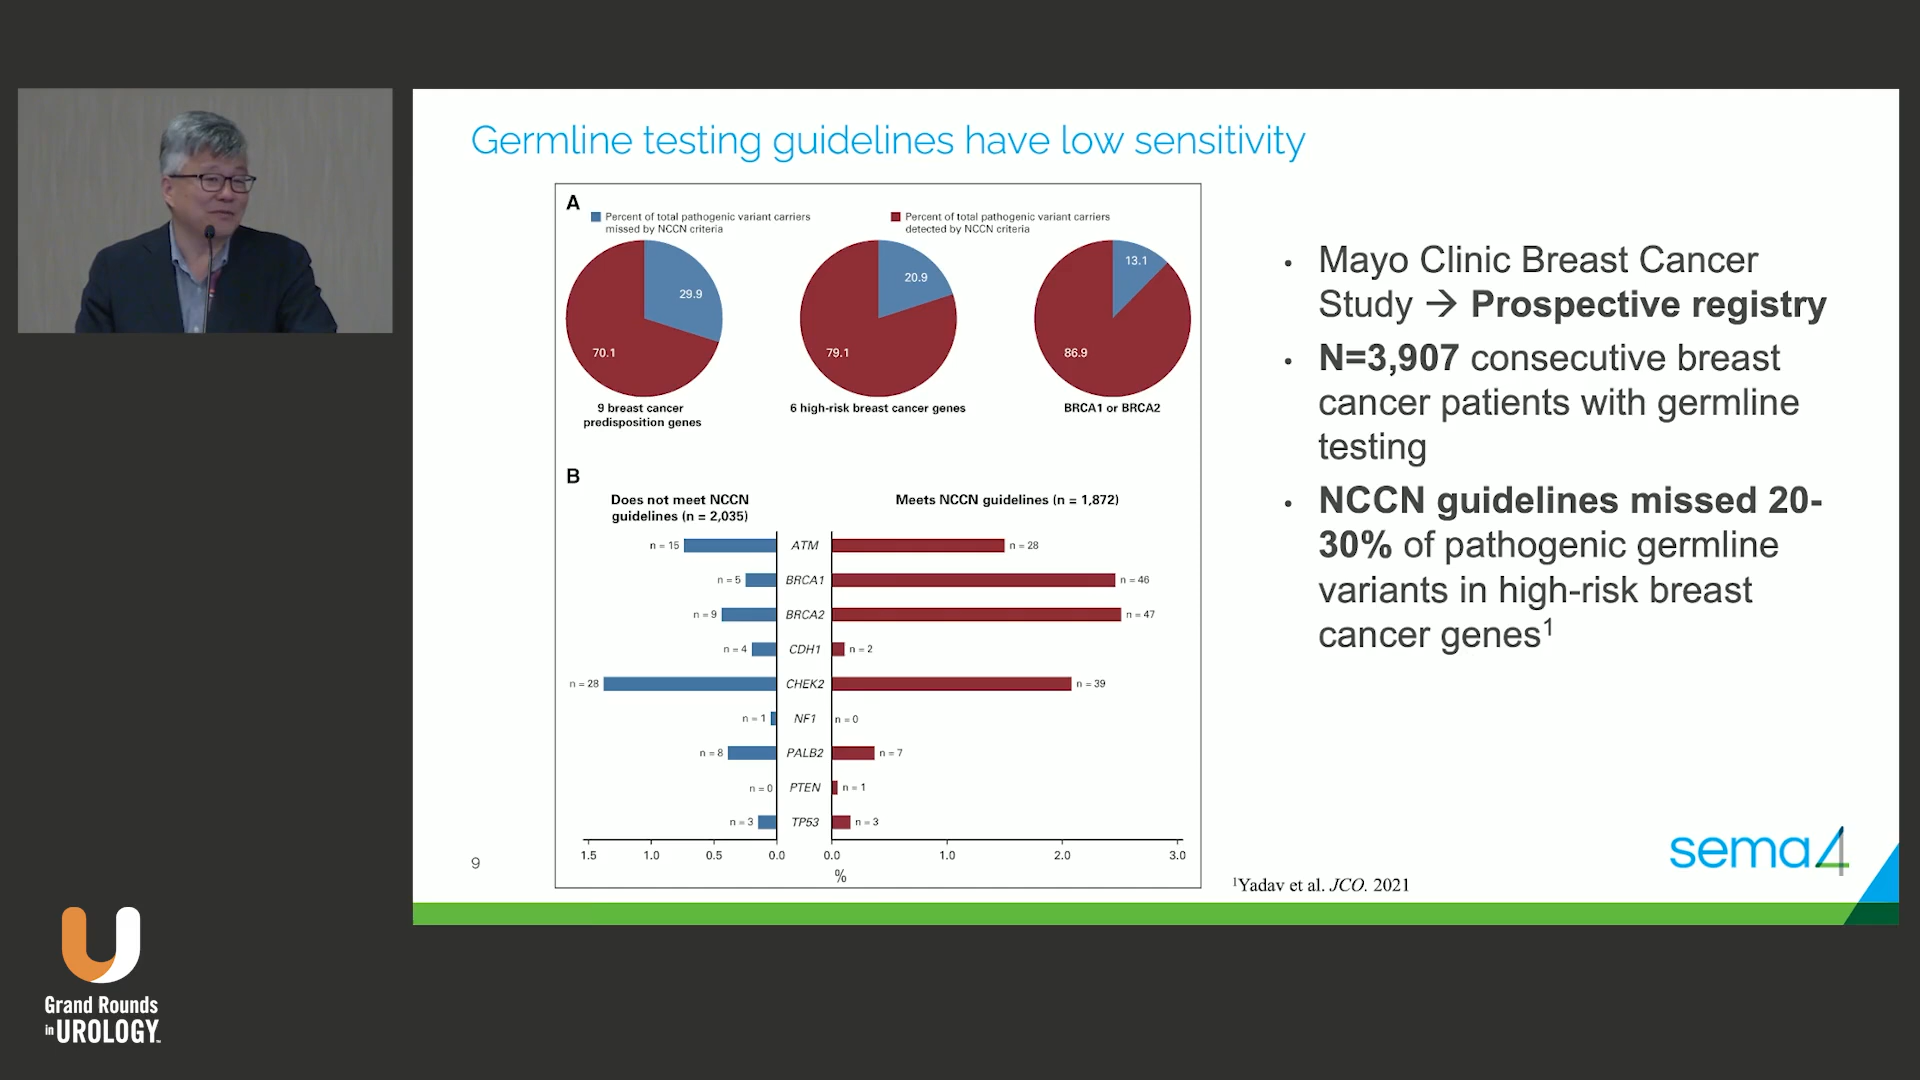 Germline testing guidelines have low sensitivity
A
Percent of total pathogenic variant carriers
missed by NCCN criteria
Percent of total pathogenic variant carriers
detected by NCCN criteria
29.9
70.1
9 breast cancer
predisposition genes
20.9
79.1
6 high-risk breast cancer genes
13.1
86.9
BRCA1 or BRCA2
B
Does not meet NCCN
guidelines (n = 2,035)
Meets NCCN guidelines (n = 1,872)
n = 15 ATM n = 28
n = 5 BRCA1 n = 46
n = 9 BRCA2 n = 47
n = 4 CDH1 n = 2
n = 28 CHEK2 n = 39
n = 1 NF1 n = 0
n = 8 PALB2 n = 7
n = 0 PTEN n = 1
n = 3 TP53 n = 3
1.5 1.0 0.5 0.0 0.0 1.0 2.0 3.0
%
• Mayo Clinic Breast Cancer
Study → Prospective registry
• N=3,907 consecutive breast
cancer patients with germline
testing
• NCCN guidelines missed 20-
30% of pathogenic germline
variants in high-risk breast
cancer genes¹
sema4
9
¹Yadav et al. JCO. 2021
Grand Rounds
in UROLOGY™